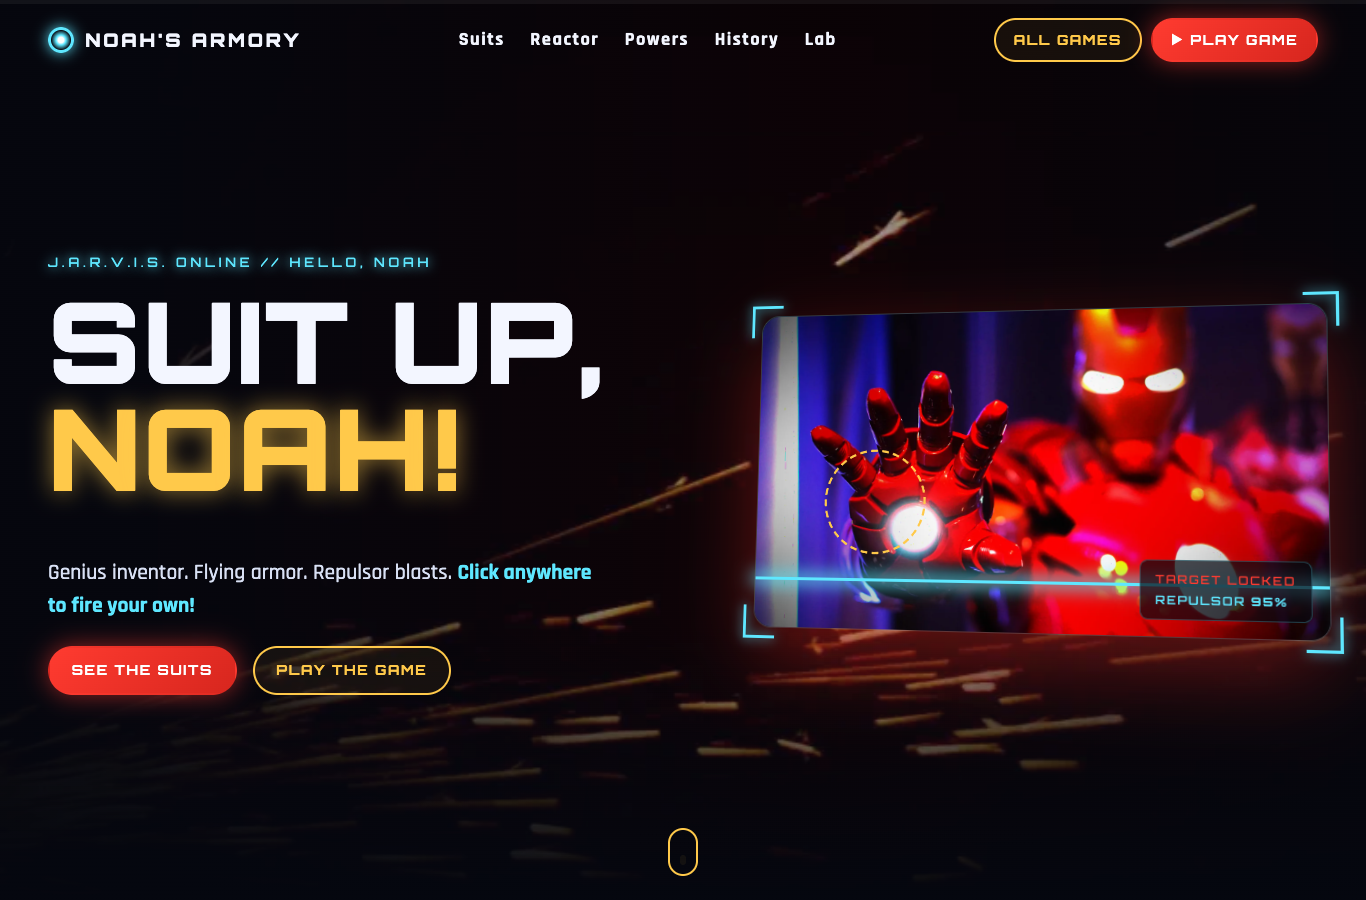 NOAH'S ARMORY
Suits Reactor Powers History Lab
ALL GAMES
PLAY GAME
J.A.R.V.I.S. ONLINE // HELLO, NOAH
SUIT UP,
NOAH!
Genius inventor. Flying armor. Repulsor blasts. Click anywhere
to fire your own!
SEE THE SUITS
PLAY THE GAME
TARGET LOCKED
REPULSOR 95%